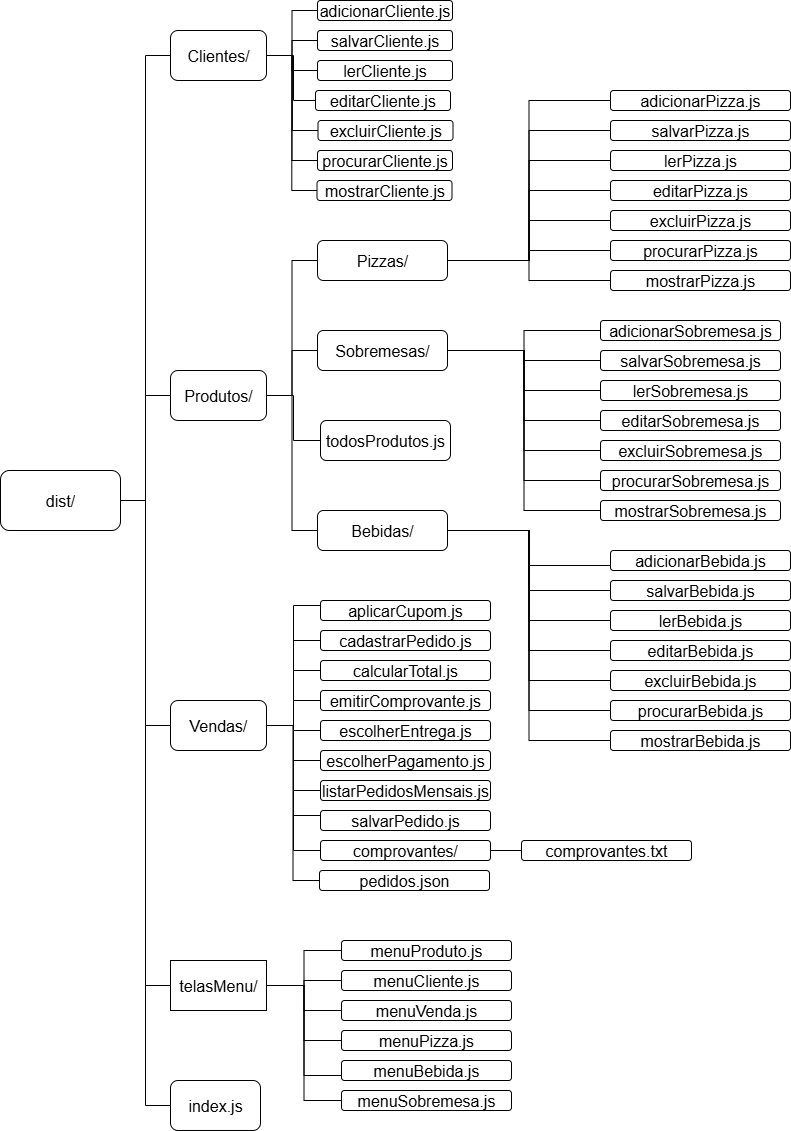 dist/
Clientes/
adicionarCliente.js
salvarCliente.js
lerCliente.js
editarCliente.js
excluirCliente.js
procurarCliente.js
mostrarCliente.js
Produtos/
Pizzas/
adicionarPizza.js
salvarPizza.js
lerPizza.js
editarPizza.js
excluirPizza.js
procurarPizza.js
mostrarPizza.js
Sobremesas/
adicionarSobremesa.js
salvarSobremesa.js
lerSobremesa.js
editarSobremesa.js
excluirSobremesa.js
procurarSobremesa.js
mostrarSobremesa.js
todosProdutos.js
Bebidas/
adicionarBebida.js
salvarBebida.js
lerBebida.js
editarBebida.js
excluirBebida.js
procurarBebida.js
mostrarBebida.js
Vendas/
aplicarCupom.js
cadastrarPedido.js
calcularTotal.js
emitirComprovante.js
escolherEntrega.js
escolherPagamento.js
listarPedidosMensais.js
salvarPedido.js
comprovantes/
comprovantes.txt
pedidos.json
telasMenu/
menuProduto.js
menuCliente.js
menuVenda.js
menuPizza.js
menuBebida.js
menuSobremesa.js
index.js